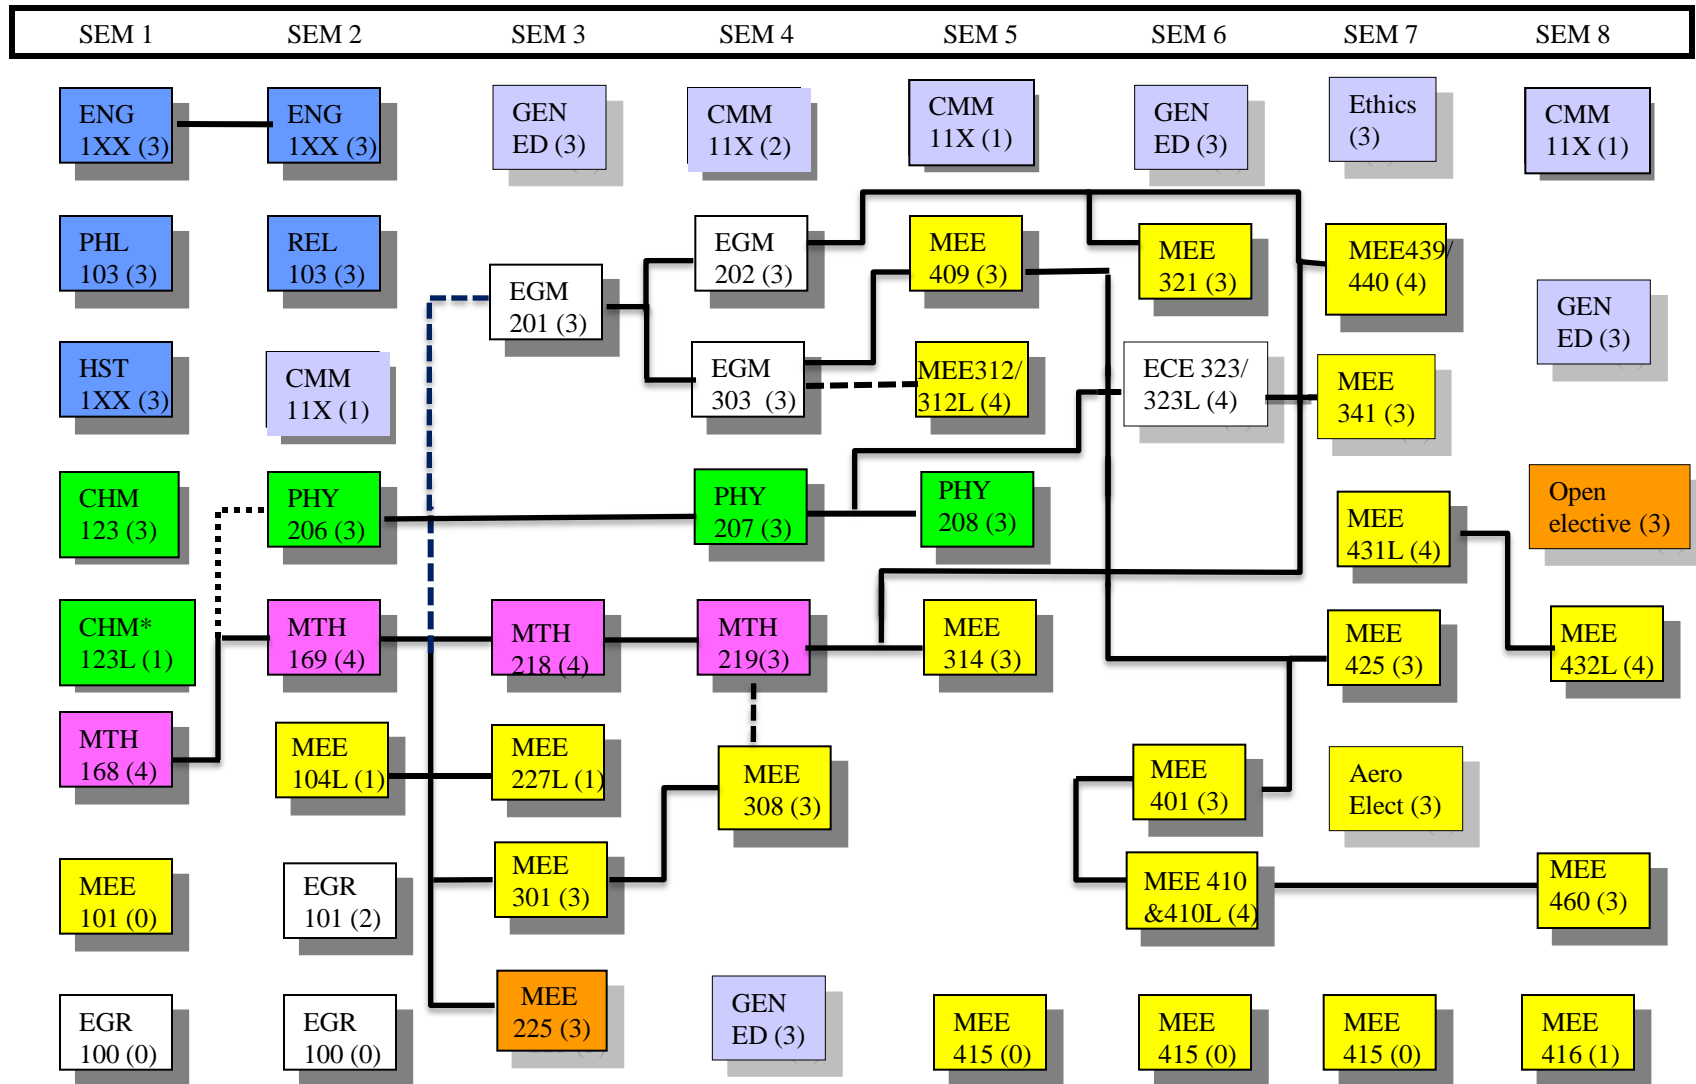 SEM 1
SEM 2
SEM 3
SEM 4
SEM 5
SEM 6
SEM 7
SEM 8
ENG
1XX (3)
PHL
103 (3)
HST
1XX (3)
CHM
123 (3)
CHM*
123L (1)
MTH
168 (4)
MEE
101 (0)
EGR
100 (0)
ENG
1XX (3)
REL
103 (3)
CMM
11X (1)
PHY
206 (3)
MTH
169 (4)
MEE
104L (1)
EGR
101 (2)
EGR
100 (0)
GEN
ED (3)
EGM
201 (3)
MTH
218 (4)
MEE
227L (1)
MEE
301 (3)
MEE
225 (3)
CMM
11X (2)
EGM
202 (3)
EGM
303 (3)
PHY
207 (3)
MTH
219(3)
MEE
308 (3)
GEN
ED (3)
CMM
11X (1)
MEE
409 (3)
MEE312/
312L (4)
PHY
208 (3)
MEE
314 (3)
MEE
415 (0)
GEN
ED (3)
MEE
321 (3)
ECE 323/
323L (4)
MEE
401 (3)
MEE 410
&410L (4)
MEE
415 (0)
Ethics
(3)
MEE439/
440 (4)
MEE
341 (3)
MEE
431L (4)
MEE
425 (3)
Aero
Elect (3)
MEE
415 (0)
CMM
11X (1)
GEN
ED (3)
Open
elective (3)
MEE
432L (4)
MEE
460 (3)
MEE
416 (1)